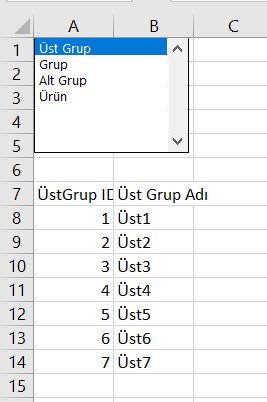 A B C
1 Üst Grup
2 Grup
3 Alt Grup
4 Ürün
5
6
7 ÜstGrup ID Üst Grup Adı
8 1 Üst1
9 2 Üst2
10 3 Üst3
11 4 Üst4
12 5 Üst5
13 6 Üst6
14 7 Üst7
15